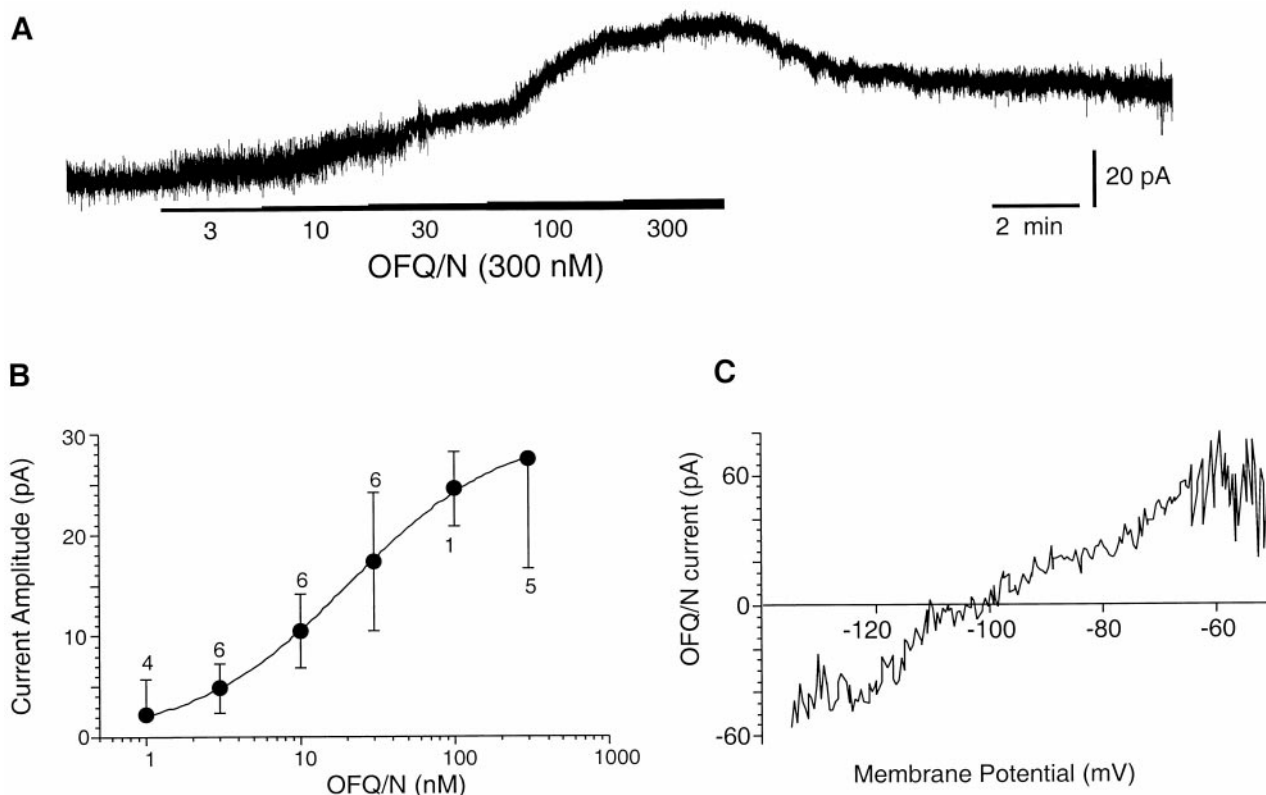 A
20 pA
2 min
3 10 30 100 300
OFQ/N (300 nM)
B
Current Amplitude (pA)
30
20
10
0
4
6
6
6
1
5
1 10 100 1000
OFQ/N (nM)
C
OFQ/N current (pA)
60
0
-60
-120 -100 -80 -60
Membrane Potential (mV)